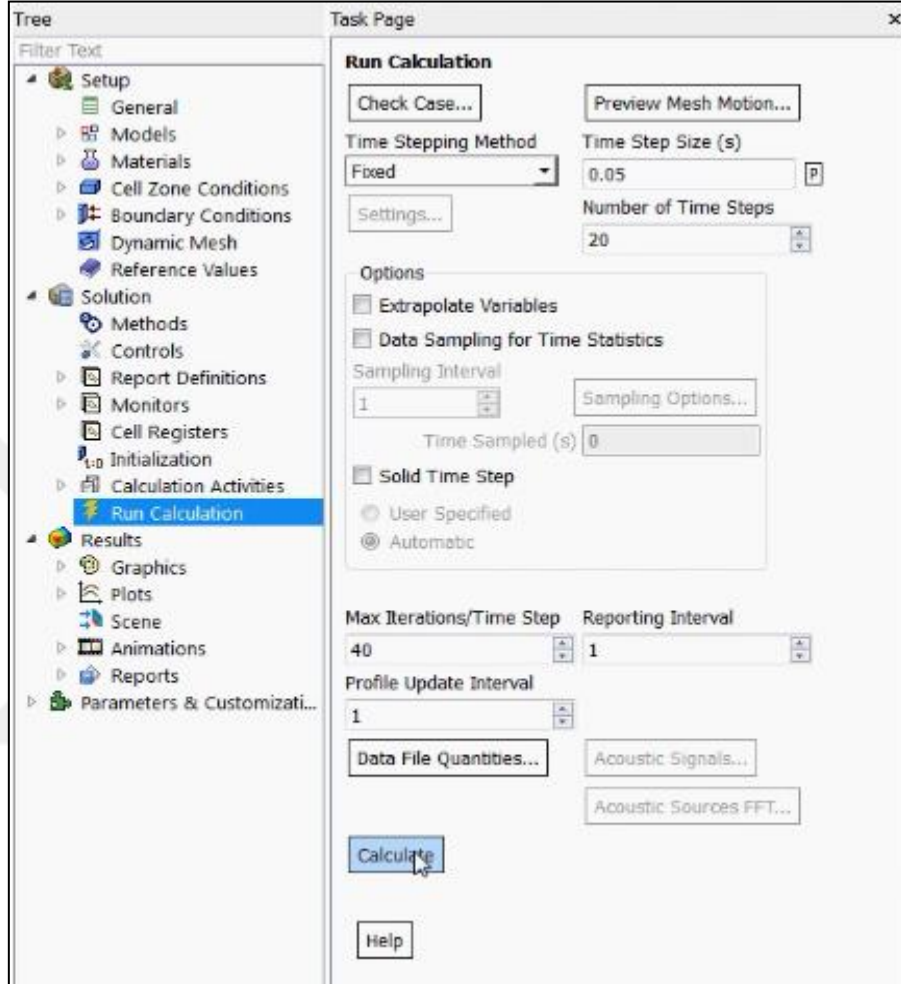 Tree
Filter Text
Setup
General
Models
Materials
Cell Zone Conditions
Boundary Conditions
Dynamic Mesh
Reference Values
Solution
Methods
Controls
Report Definitions
Monitors
Cell Registers
Initialization
Calculation Activities
Run Calculation
Results
Graphics
Plots
Scene
Animations
Reports
Parameters & Customizati...
Task Page
Run Calculation
Check Case... Preview Mesh Motion...
Time Stepping Method Time Step Size (s)
Fixed 0.05 P
Settings... Number of Time Steps
20
Options
Extrapolate Variables
Data Sampling for Time Statistics
Sampling Interval
1 Sampling Options...
Time Sampled (s) 0
Solid Time Step
User Specified
Automatic
Max Iterations/Time Step Reporting Interval
40 1
Profile Update Interval
1
Data File Quantities... Acoustic Signals...
Acoustic Sources FFT...
Calculate
Help